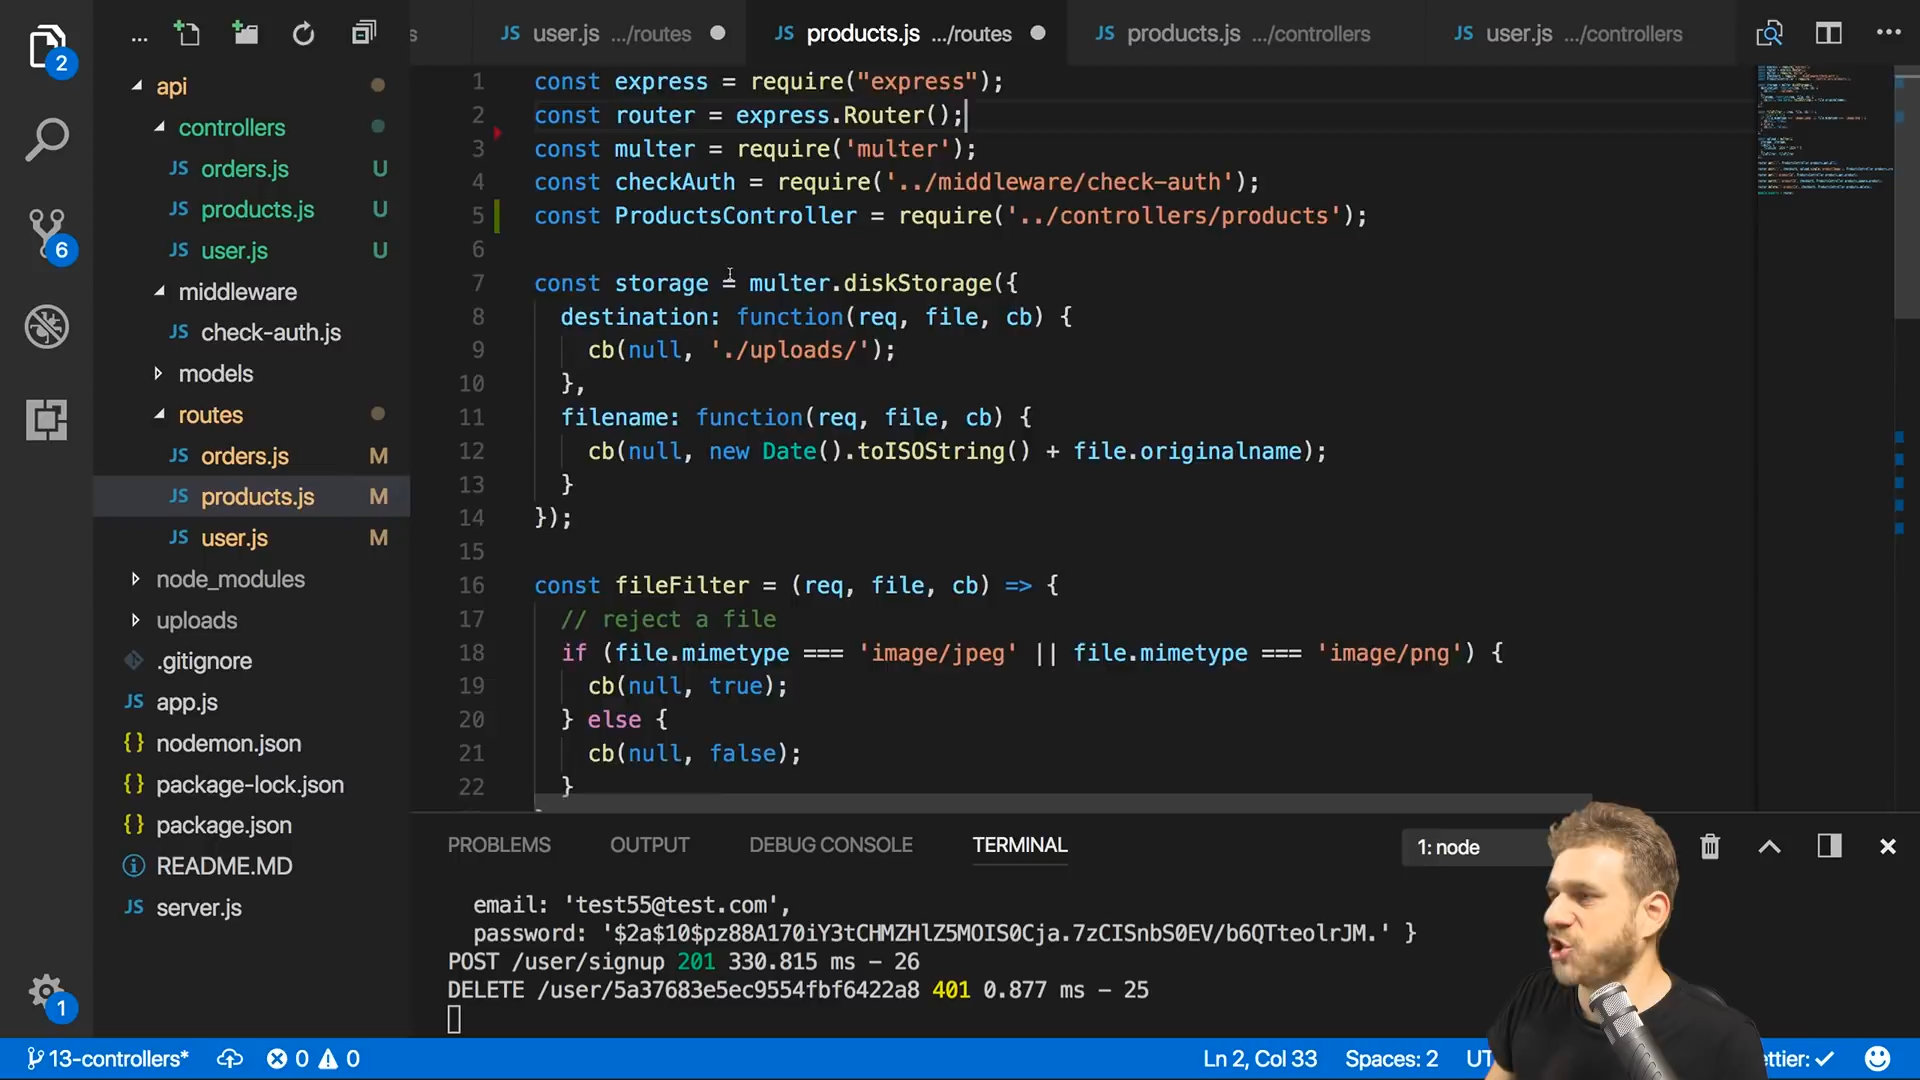 2
6
1
...
api
controllers
JS orders.js U
JS products.js U
JS user.js U
middleware
JS check-auth.js
models
routes
JS orders.js M
JS products.js M
JS user.js M
node_modules
uploads
.gitignore
JS app.js
{} nodemon.json
{} package-lock.json
{} package.json
README.MD
JS server.js
s
JS user.js .../routes
JS products.js .../routes
JS products.js .../controllers
JS user.js .../controllers
1 const express = require("express");
2 const router = express.Router();
3 const multer = require('multer');
4 const checkAuth = require('../middleware/check-auth');
5 const ProductsController = require('../controllers/products');
6
7 const storage = multer.diskStorage({
8 destination: function(req, file, cb) {
9 cb(null, './uploads/');
10 },
11 filename: function(req, file, cb) {
12 cb(null, new Date().toISOString() + file.originalname);
13 }
14 });
15
16 const fileFilter = (req, file, cb) => {
17 // reject a file
18 if (file.mimetype === 'image/jpeg' || file.mimetype === 'image/png') {
19 cb(null, true);
20 } else {
21 cb(null, false);
22 }
PROBLEMS OUTPUT DEBUG CONSOLE TERMINAL 1: node
email: 'test55@test.com',
password: '$2a$10$pz88A170iY3tCHMZHlZ5MOIS0Cja.7zCISnbS0EV/b6QTteolrJM.' }
POST /user/signup 201 330.815 ms - 26
DELETE /user/5a37683e5ec9554fbf6422a8 401 0.877 ms - 25
13-controllers* 0 0 Ln 2, Col 33 Spaces: 2 UT ettier: